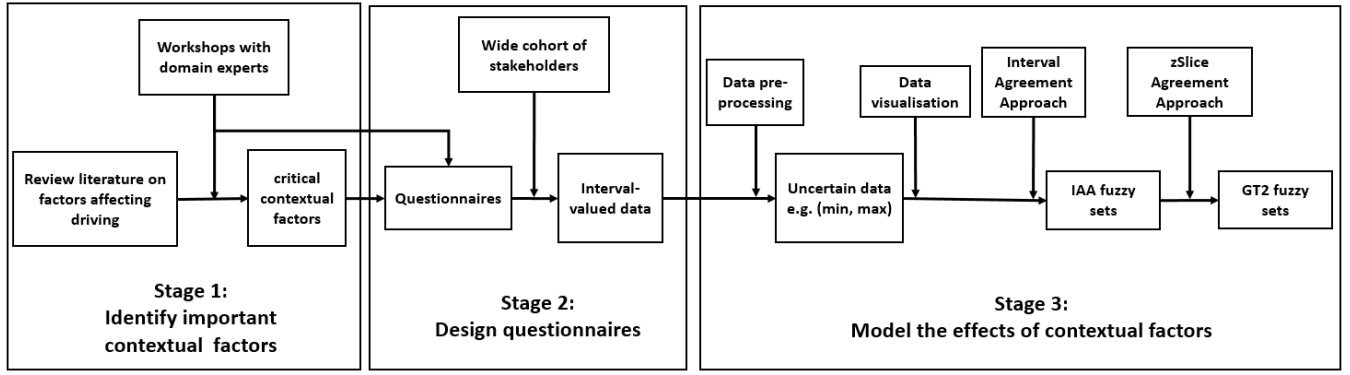 Workshops with
domain experts
Review literature on
factors affecting
driving
critical
contextual
factors
Stage 1:
Identify important
contextual factors
Wide cohort of
stakeholders
Questionnaires
Interval-
valued data
Stage 2:
Design questionnaires
Data pre-
processing
Data
visualisation
Interval
Agreement
Approach
zSlice
Agreement
Approach
Uncertain data
e.g. (min, max)
IAA fuzzy
sets
GT2 fuzzy
sets
Stage 3:
Model the effects of contextual factors